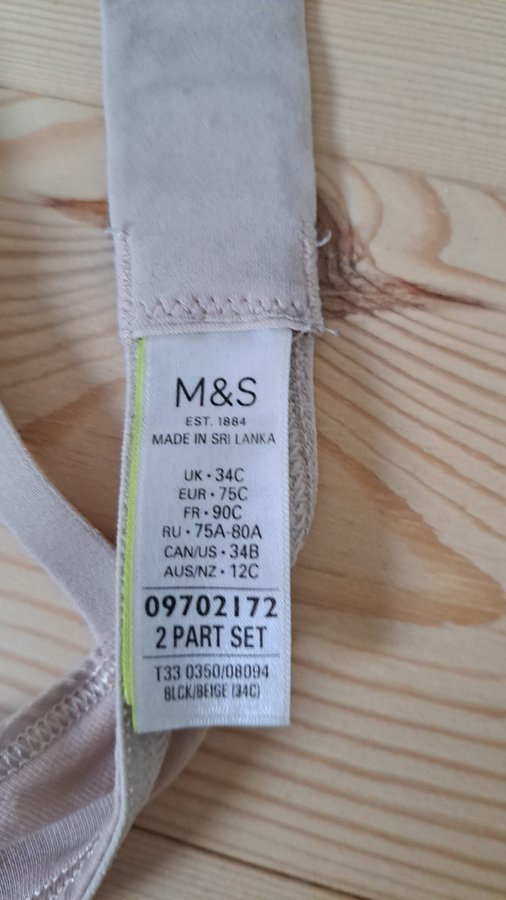 M&S
EST. 1884
MADE IN SRI LANKA
UK • 34C
EUR • 75C
FR • 90C
RU • 75A-80A
CAN/US • 34B
AUS/NZ • 12C
09702172
2 PART SET
T33 0350/08094
BLCK/BEIGE (34C)